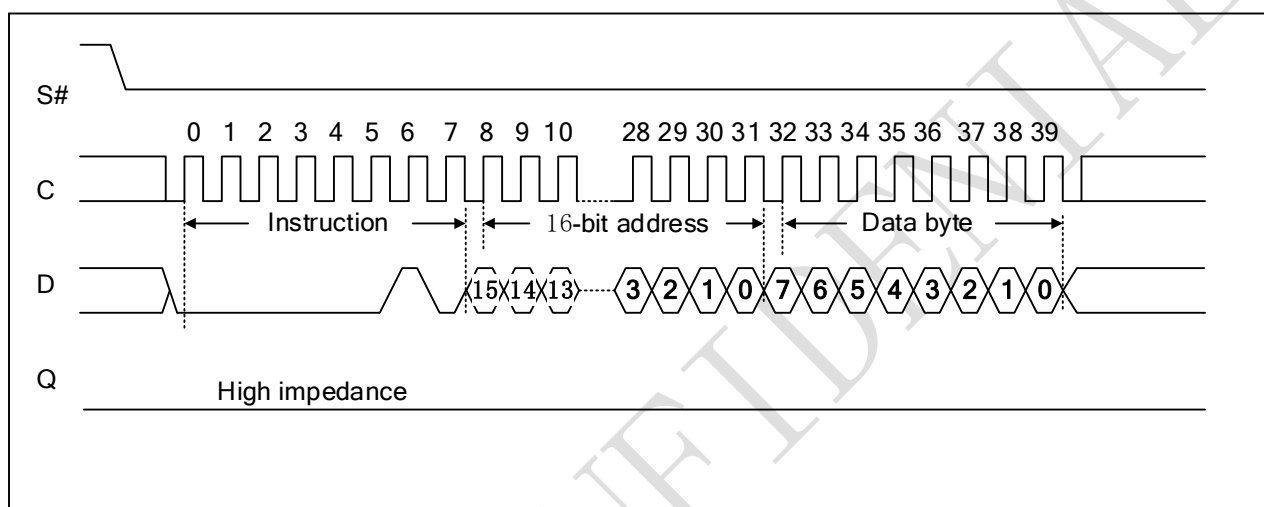 S#
0 1 2 3 4 5 6 7 8 9 10 28 29 30 31 32 33 34 35 36 37 38 39
C
Instruction 16-bit address Data byte
D 15 14 13 3 2 1 0 7 6 5 4 3 2 1 0
Q
High impedance